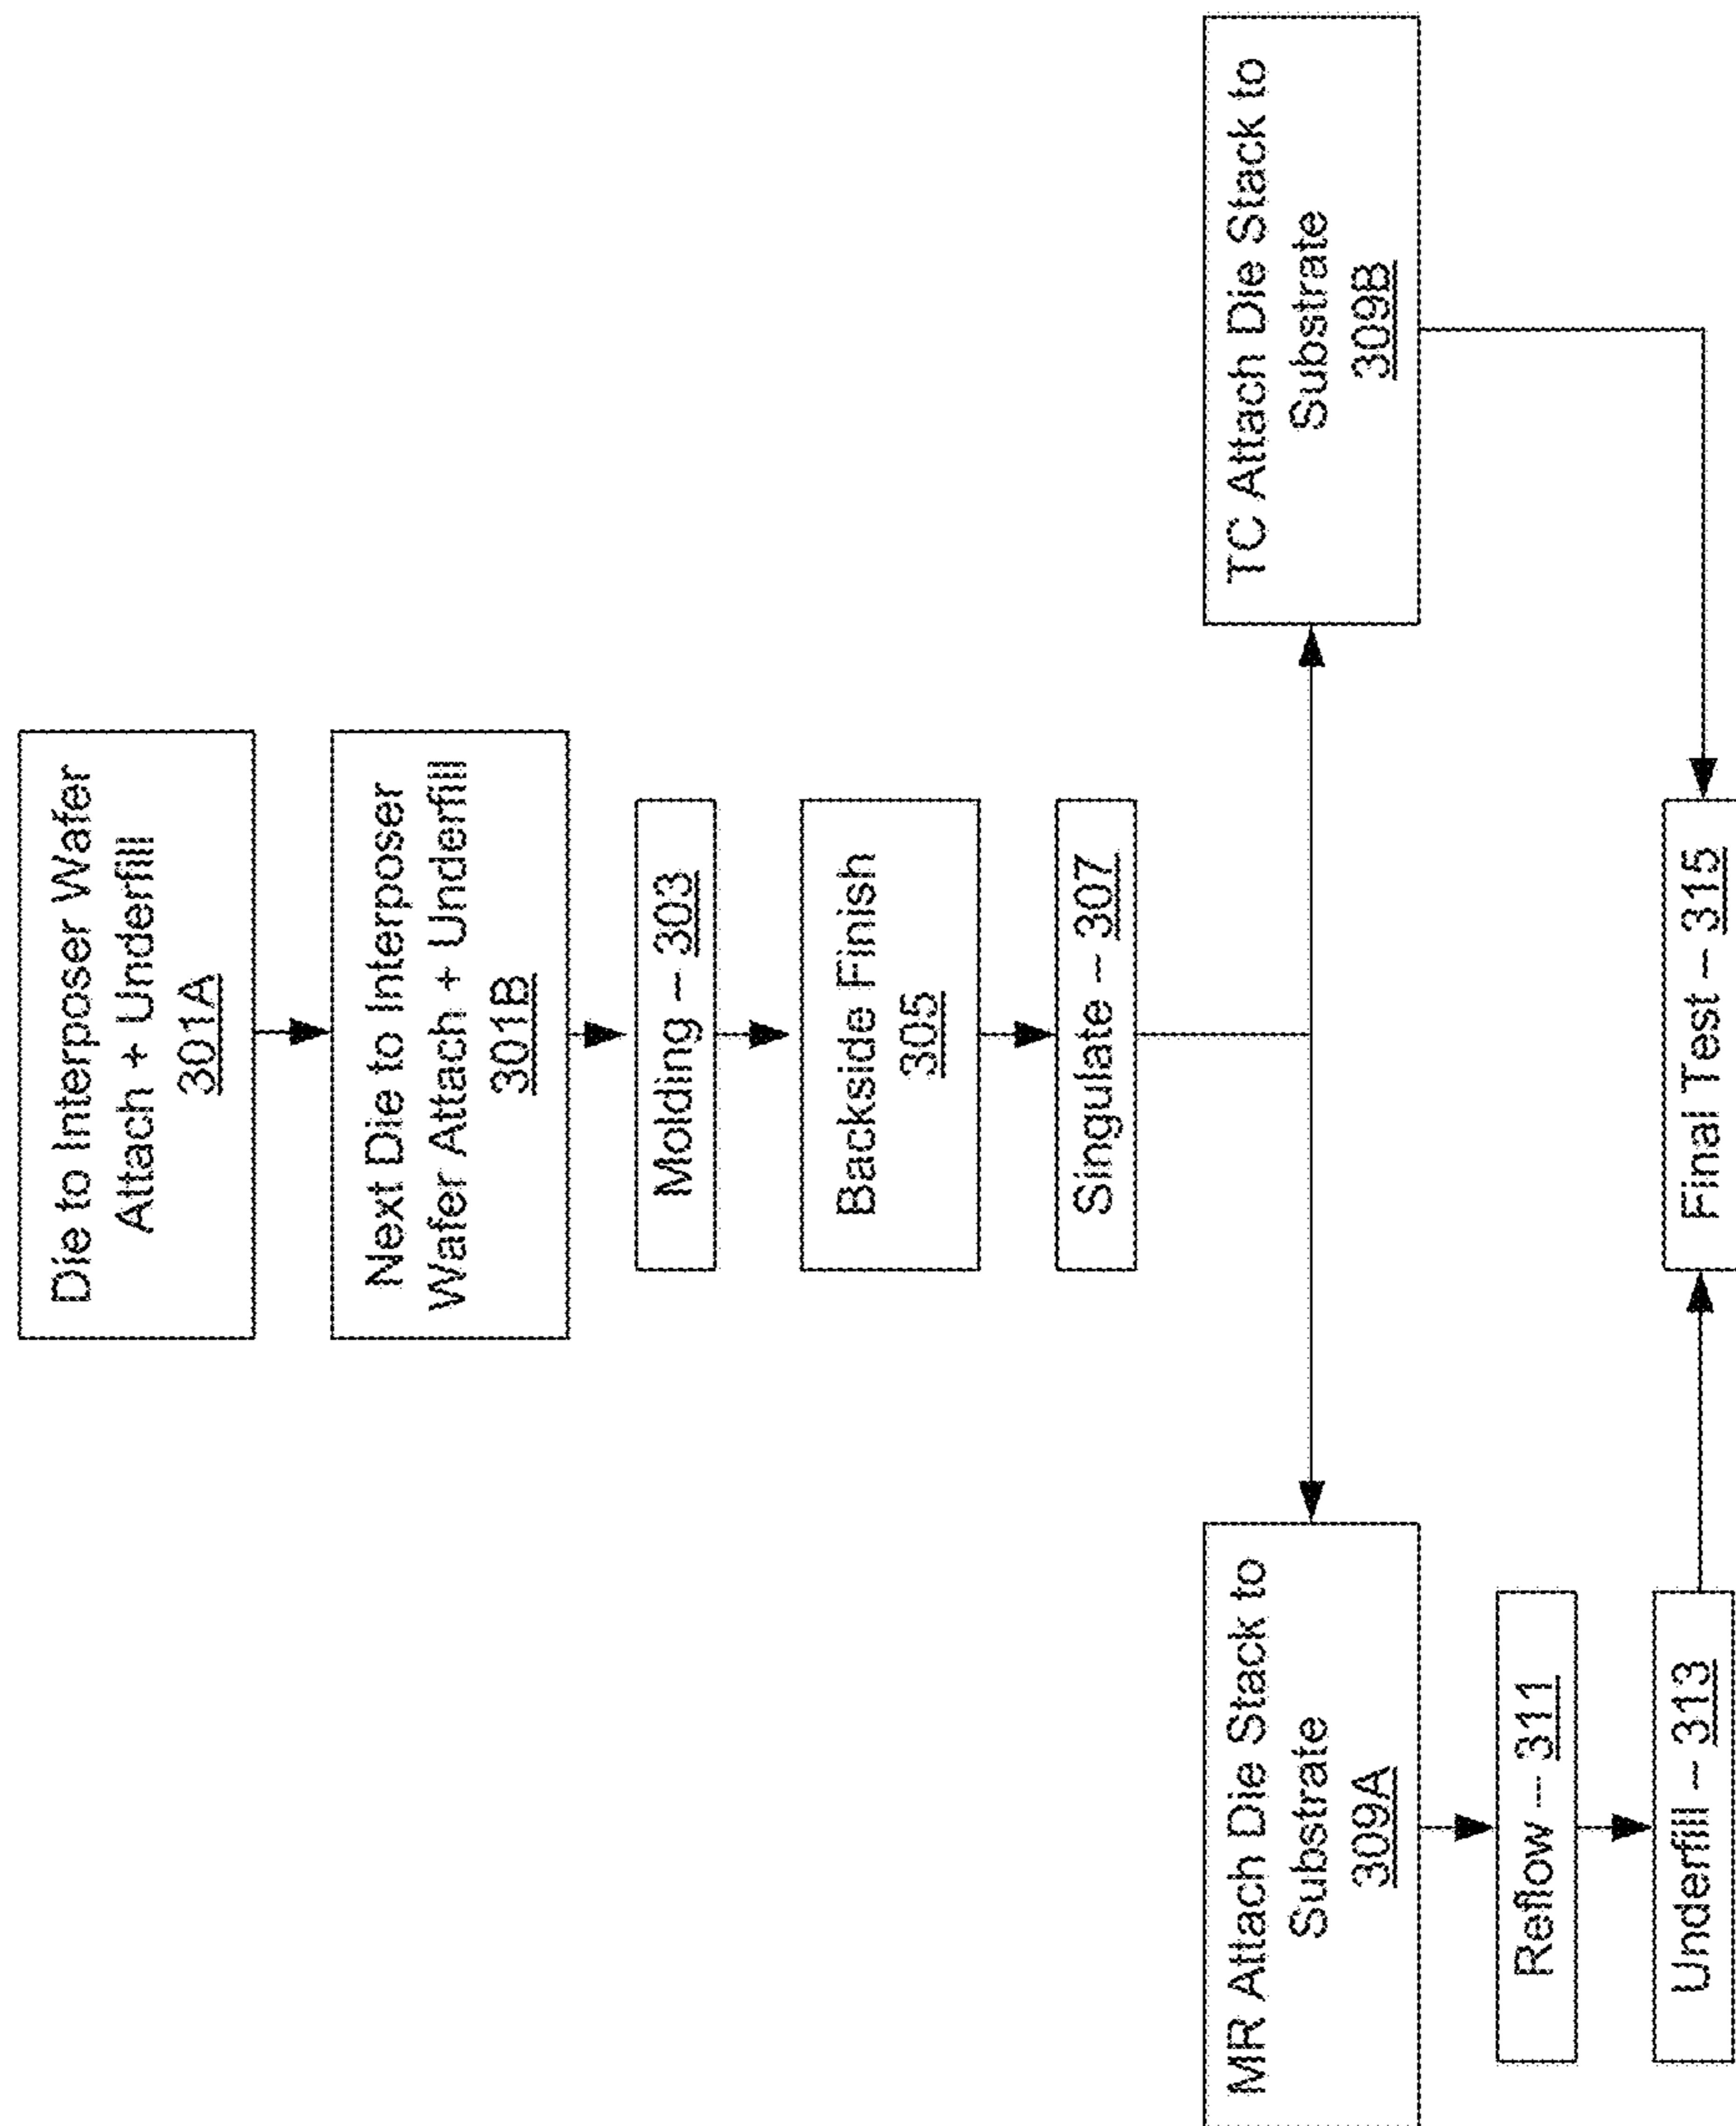 Die to Interposer Wafer
Attach + Underfill
301A
Next Die to Interposer
Wafer Attach + Underfill
301B
Molding – 303
Backside Finish
305
Singulate – 307
MR Attach Die Stack to
Substrate
309A
TC Attach Die Stack to
Substrate
309B
Reflow – 311
Underfill – 313
Final Test – 315